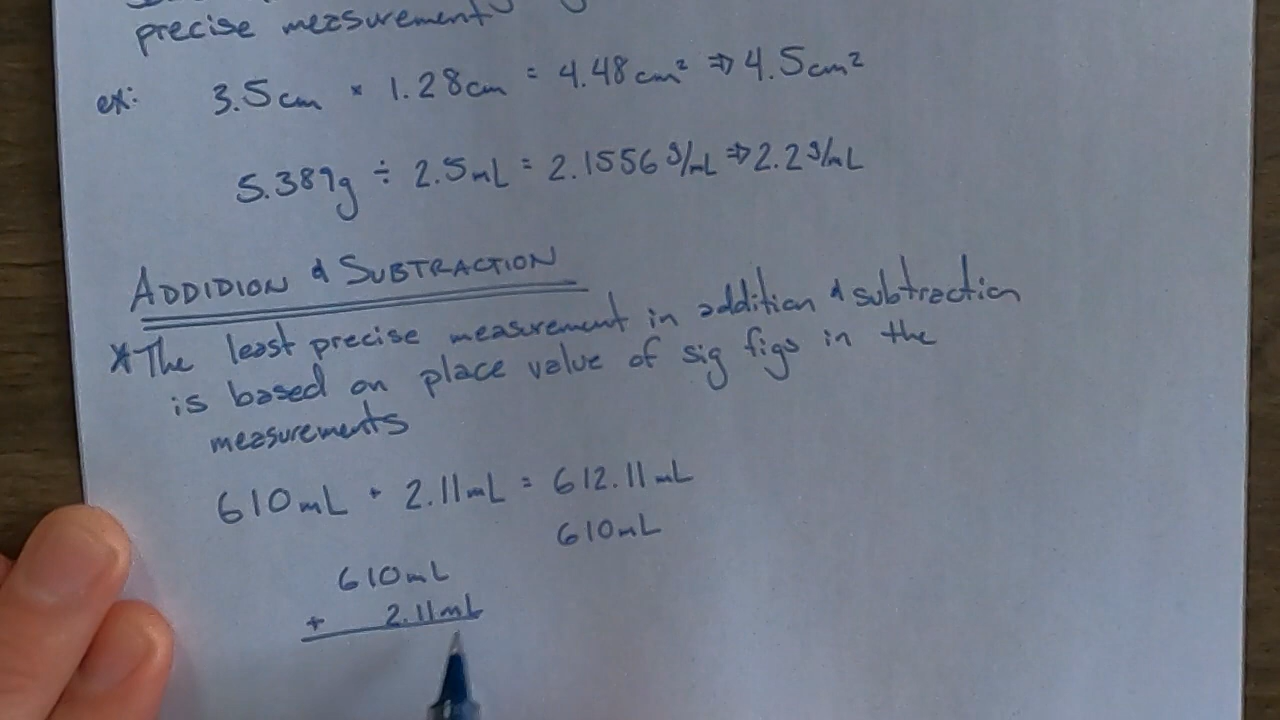 precise measurement
ex: 3.5cm × 1.28cm = 4.48cm² ⇒ 4.5cm²
5.389g ÷ 2.5mL = 2.1556 g/mL ⇒ 2.2 g/mL
ADDIDION & SUBTRACTION
* The least precise measurement in addition & subtraction
is based on place value of sig figs in the
measurements
610mL + 2.11mL = 612.11mL
610mL
610mL
+ 2.11mL